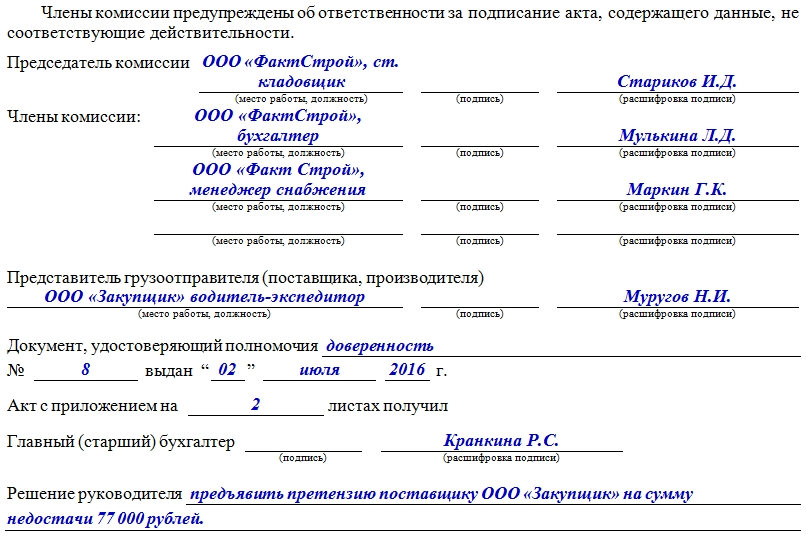 Члены комиссии предупреждены об ответственности за подписание акта, содержащего данные, не
соответствующие действительности.
Председатель комиссии ООО «ФактСтрой», ст.
кладовщик Стариков И.Д.
(место работы, должность) (подпись) (расшифровка подписи)
Члены комиссии: ООО «ФактСтрой»,
бухгалтер Мулькина Л.Д.
(место работы, должность) (подпись) (расшифровка подписи)
ООО «Факт Строй»,
менеджер снабжения Маркин Г.К.
(место работы, должность) (подпись) (расшифровка подписи)
(место работы, должность) (подпись) (расшифровка подписи)
Представитель грузоотправителя (поставщика, производителя)
ООО «Закупщик» водитель-экспедитор Муругов Н.И.
(место работы, должность) (подпись) (расшифровка подписи)
Документ, удостоверяющий полномочия доверенность
№ 8 выдан “ 02 ” июля 2016 г.
Акт с приложением на 2 листах получил
Главный (старший) бухгалтер Кранкина Р.С.
(подпись) (расшифровка подписи)
Решение руководителя предъявить претензию поставщику ООО «Закупщик» на сумму
недостачи 77 000 рублей.